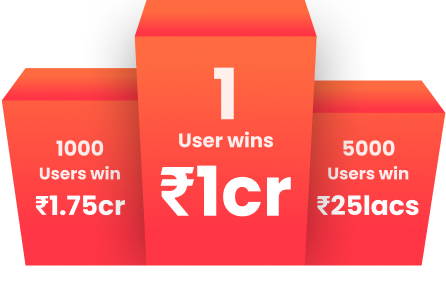 1000
Users win
₹1.75cr
1
User wins
₹1cr
5000
Users win
₹25lacs